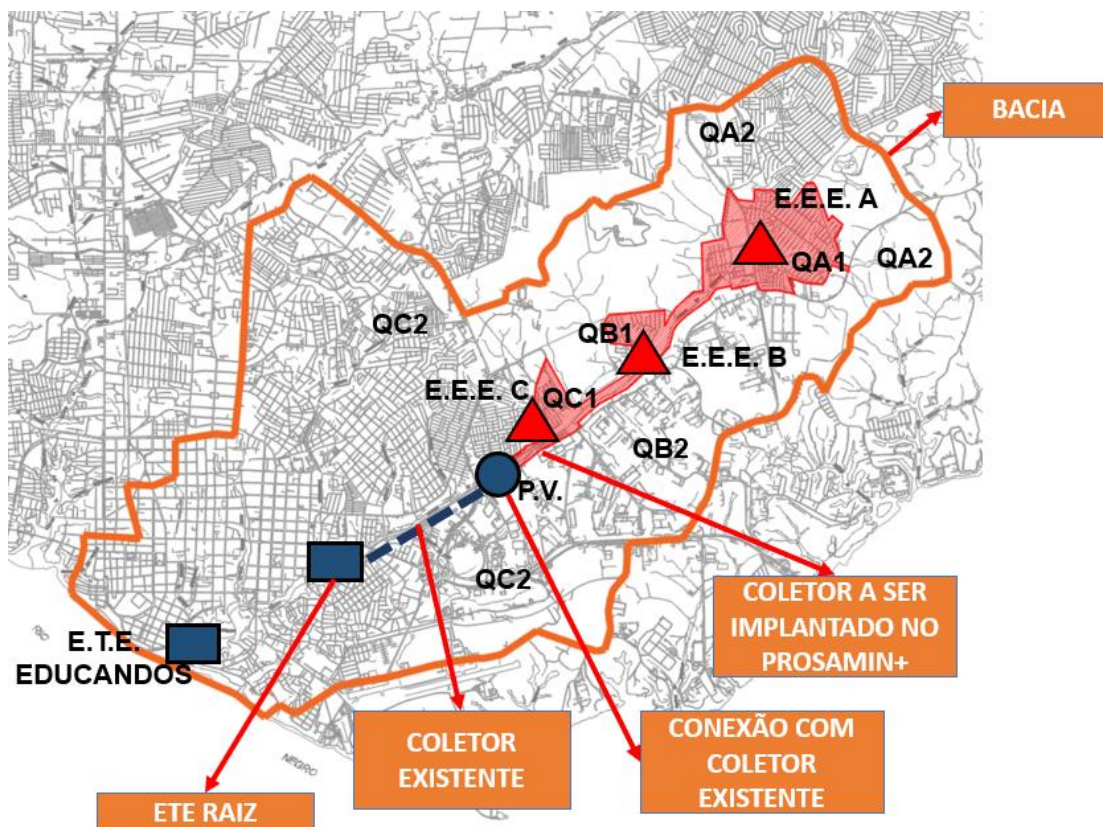 BACIA
QA2
E.E.E. A
QA1
QA2
QC2
QB1
E.E.E. B
E.E.E. C
QC1
QB2
P.V.
QC2
COLETOR A SER
IMPLANTADO NO
PROSAMIN+
E.T.E.
EDUCANDOS
RIO
NEGRO
COLETOR
EXISTENTE
CONEXÃO COM
COLETOR
EXISTENTE
ETE RAIZ